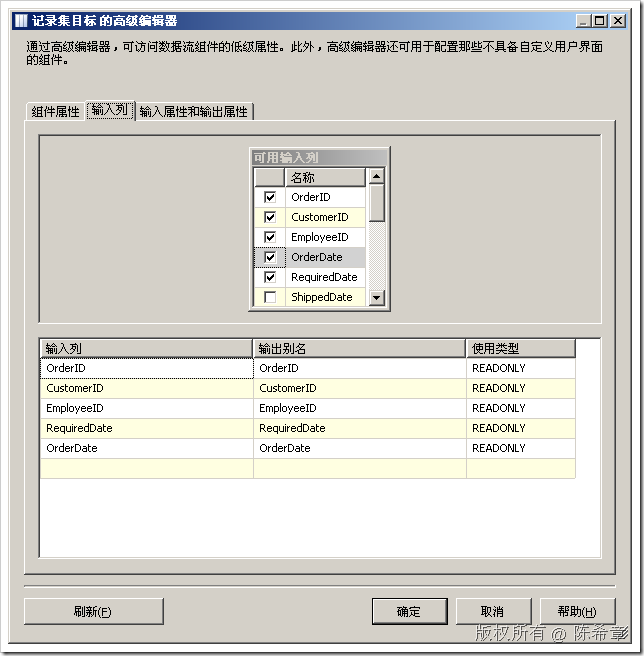 记录集目标 的高级编辑器
通过高级编辑器，可访问数据流组件的低级属性。此外，高级编辑器还可用于配置那些不具备自定义用户界面
的组件。
组件属性 输入列 输入属性和输出属性
可用输入列
名称
OrderID
CustomerID
EmployeeID
OrderDate
RequiredDate
ShippedDate
输入列 输出别名 使用类型
OrderID OrderID READONLY
CustomerID CustomerID READONLY
EmployeeID EmployeeID READONLY
RequiredDate RequiredDate READONLY
OrderDate OrderDate READONLY
刷新(F) 确定 取消 帮助(H)
版权所有 @ 陈希章